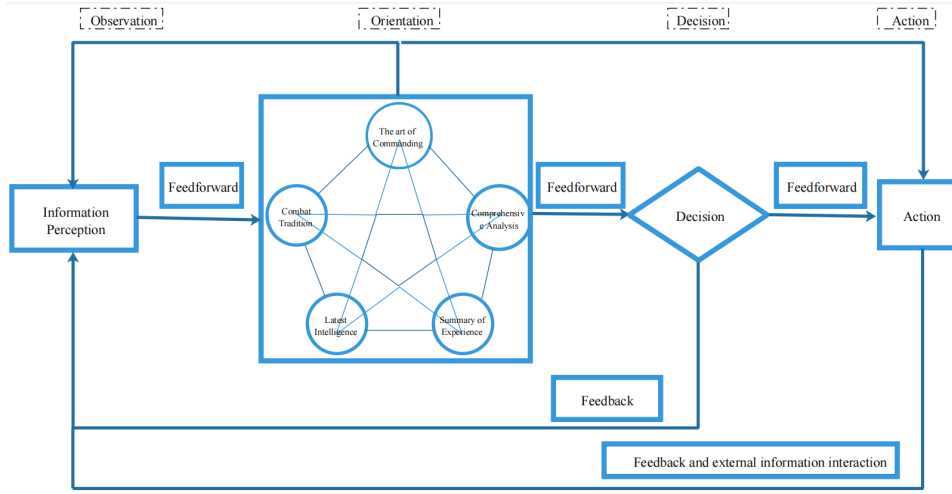 Observation
Orientation
Decision
Action
The art of
Commanding
Feedforward
Feedforward
Feedforward
Information
Perception
Combat
Tradition
Comprehensiv
e Analysis
Decision
Action
Latest
Intelligence
Summary of
Experience
Feedback
Feedback and external information interaction